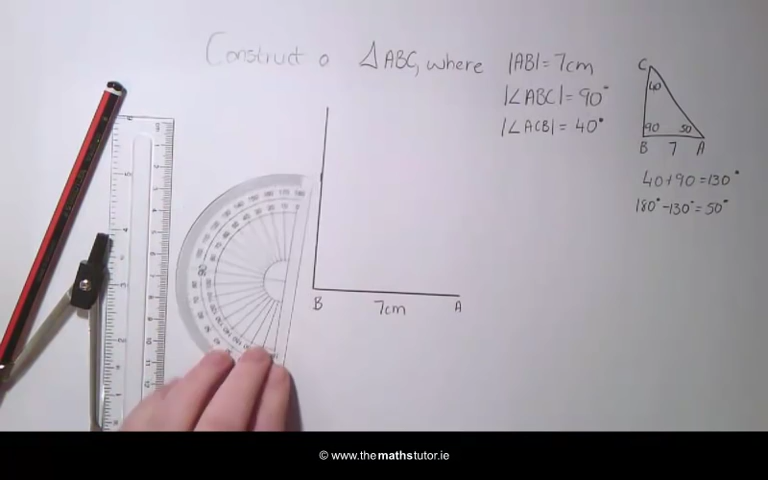 Construct a △ABC, where |AB| = 7cm
|∠ABC| = 90°
|∠ACB| = 40°
C
40
90 50
B 7 A
40+90 = 130°
180° - 130° = 50°
B 7cm A
© www.themathstutor.ie